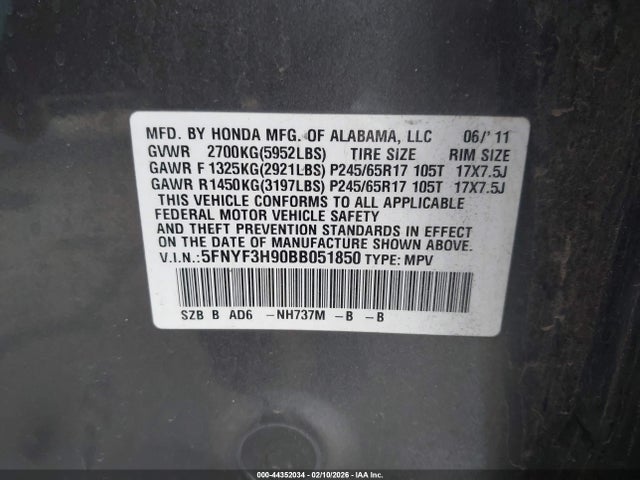 MFD. BY HONDA MFG. OF ALABAMA, LLC 06/'11
GVWR 2700KG(5952LBS) TIRE SIZE RIM SIZE
GAWR F 1325KG(2921LBS) P245/65R17 105T 17X7.5J
GAWR R 1450KG(3197LBS) P245/65R17 105T 17X7.5J
THIS VEHICLE CONFORMS TO ALL APPLICABLE
FEDERAL MOTOR VEHICLE SAFETY
AND THEFT PREVENTION STANDARDS IN
EFFECT ON THE DATE OF MANUFACTURE SHOWN ABOVE.
V.I.N.:5FNYF3H90BB051850 TYPE: MPV
SZB B AD6 -NH737M -B -B
000-44352034 - 02/10/2026 - IAA Inc.